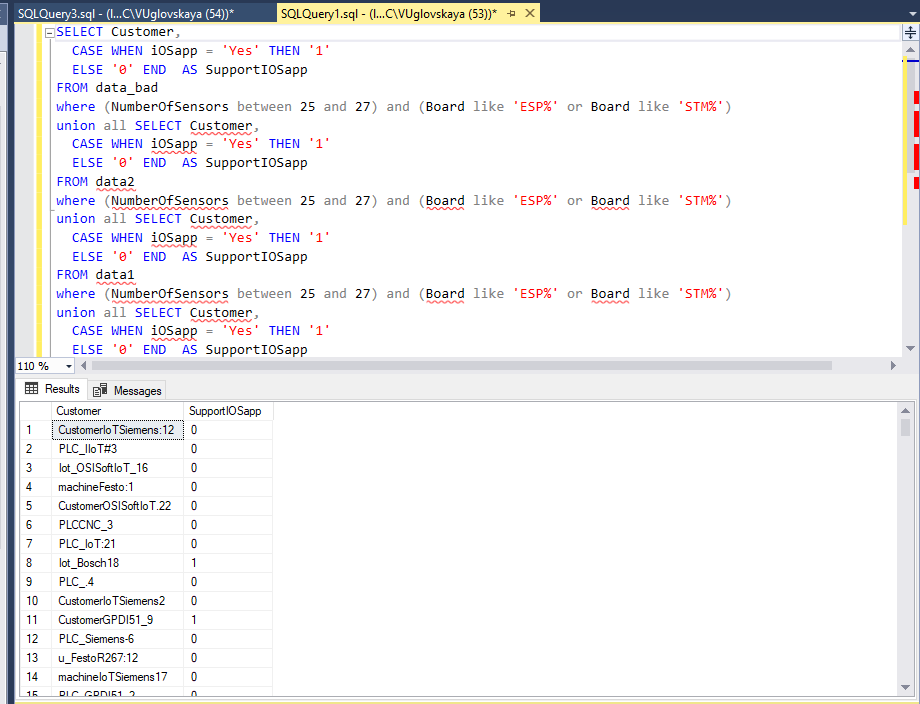 SQLQuery3.sql - (l...C\VUglovskaya (54))* SQLQuery1.sql - (l...C\VUglovskaya (53))*
SELECT Customer,
CASE WHEN iOSapp = 'Yes' THEN '1'
ELSE '0' END AS SupportIOSapp
FROM data_bad
where (NumberOfSensors between 25 and 27) and (Board like 'ESP%' or Board like 'STM%')
union all SELECT Customer,
CASE WHEN iOSapp = 'Yes' THEN '1'
ELSE '0' END AS SupportIOSapp
FROM data2
where (NumberOfSensors between 25 and 27) and (Board like 'ESP%' or Board like 'STM%')
union all SELECT Customer,
CASE WHEN iOSapp = 'Yes' THEN '1'
ELSE '0' END AS SupportIOSapp
FROM data1
where (NumberOfSensors between 25 and 27) and (Board like 'ESP%' or Board like 'STM%')
union all SELECT Customer,
CASE WHEN iOSapp = 'Yes' THEN '1'
ELSE '0' END AS SupportIOSapp
110 %
Results Messages
Customer SupportIOSapp
1 CustomerIoTSiemens:12 0
2 PLC_IIoT#3 0
3 Iot_OSISoftIoT_16 0
4 machineFesto:1 0
5 CustomerOSISoftIoT.22 0
6 PLCCNC_3 0
7 PLC_IoT:21 0
8 Iot_Bosch18 1
9 PLC_.4 0
10 CustomerIoTSiemens2 0
11 CustomerGPDI51_9 1
12 PLC_Siemens-6 0
13 u_FestoR267:12 0
14 machineIoTSiemens17 0
15 PLC_GPDI51_2 0